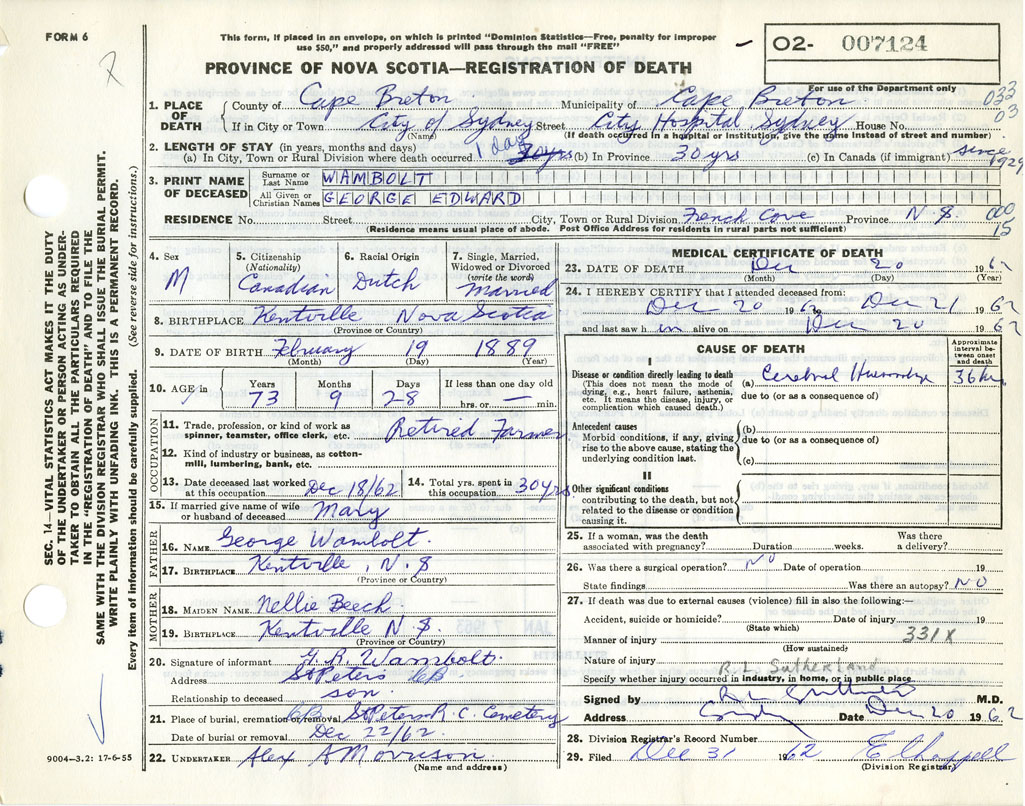 FORM 6
7
This form, if placed in an envelope, on which is printed "Dominion Statistics—Free, penalty for improper
use $50," and properly addressed will pass through the mail "FREE"
PROVINCE OF NOVA SCOTIA—REGISTRATION OF DEATH
02- 007124
For use of the Department only
033
03
1. PLACE OF DEATH { County of Cape Breton Municipality of Cape Breton
If in City or Town City of Sydney Street City Hospital, Sydney House No.
(Name) (If death occurred in a hospital or institution, give the name instead of street and number)
2. LENGTH OF STAY (in years, months and days)
(a) In City, Town or Rural Division where death occurred 1 day 30 yrs (b) In Province 30 yrs (c) In Canada (if immigrant) since 1929
3. PRINT NAME OF DECEASED { Surname or Last Name WAMBOLT
All Given or Christian Names GEORGE EDWARD
RESIDENCE No. Street City, Town or Rural Division French Cove Province N.S
000
15
(Residence means usual place of abode. Post Office Address for residents in rural parts not sufficient)
4. Sex M
5. Citizenship (Nationality) Canadian
6. Racial Origin Dutch
7. Single, Married, Widowed or Divorced (write the word) Married
8. BIRTHPLACE Kentville Nova Scotia
(Province or Country)
9. DATE OF BIRTH February 19 1889
(Month) (Day) (Year)
10. AGE in Years 73 Months 9 Days 28 If less than one day old hrs. or — min.
OCCUPATION
11. Trade, profession, or kind of work as spinner, teamster, office clerk, etc. Retired Farmer
12. Kind of industry or business, as cotton-mill, lumbering, bank, etc.
13. Date deceased last worked at this occupation Dec 18/62
14. Total yrs. spent in this occupation 30 yrs
15. If married give name of wife or husband of deceased Mary
FATHER
16. NAME George Wambolt.
17. BIRTHPLACE Kentville, N.S
(Province or Country)
MOTHER
18. MAIDEN NAME Nellie Beech
19. BIRTHPLACE Kentville N.S.
(Province or Country)
20. Signature of informant H. R. Wambolt.
Address St Peters CB
Relationship to deceased son
21. Place of burial, cremation or removal CB St Peters R.C. Cemetery
Date of burial or removal Dec 22/62
22. UNDERTAKER Alex A Morrison
(Name and address)
MEDICAL CERTIFICATE OF DEATH
23. DATE OF DEATH Dec 20 1962
(Month) (Day) (Year)
24. I HEREBY CERTIFY that I attended deceased from:
Dec 20 1962 to Dec 21 1962
and last saw h im alive on Dec 20 1962
CAUSE OF DEATH
Approximate interval between onset and death
I
Disease or condition directly leading to death
(This does not mean the mode of dying, e.g., heart failure, asthenia, etc. It means the disease, injury, or complication which caused death.)
(a) Cerebral Hemorrhage 36 hrs
due to (or as a consequence of)
Antecedent causes
Morbid conditions, if any, giving rise to the above cause, stating the underlying condition last.
(b)
due to (or as a consequence of)
(c)
II
Other significant conditions
contributing to the death, but not related to the disease or condition causing it.
25. If a woman, was the death associated with pregnancy? Duration weeks. Was there a delivery?
26. Was there a surgical operation? NO Date of operation 19
State findings Was there an autopsy? NO
27. If death was due to external causes (violence) fill in also the following:—
Accident, suicide or homicide? Date of injury 19
(State which)
Manner of injury 331X
(How sustained)
Nature of injury
R. L. Sutherland
Specify whether injury occurred in industry, in home, or in public place
Signed by R L Sutherland M.D.
Address Sydney Date Dec 20 1962
28. Division Registrar's Record Number
29. Filed Dec 31 1962 E Chappell
(Division Registrar)
SEC. 14—VITAL STATISTICS ACT MAKES IT THE DUTY
OF THE UNDERTAKER OR PERSON ACTING AS UNDER-
TAKER TO OBTAIN ALL THE PARTICULARS REQUIRED
IN THE "REGISTRATION OF DEATH" AND TO FILE THE
SAME WITH THE DIVISION REGISTRAR WHO SHALL ISSUE THE BURIAL PERMIT.
WRITE PLAINLY WITH UNFADING INK. THIS IS A PERMANENT RECORD.
Every item of information should be carefully supplied. (See reverse side for instructions.)
9004—3.2: 17-6-55